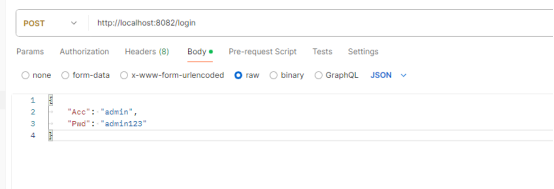 POST http://localhost:8082/login
Params Authorization Headers (8) Body Pre-request Script Tests Settings
none form-data x-www-form-urlencoded raw binary GraphQL JSON
1 {
2 "Acc": "admin",
3 "Pwd": "admin123"
4 }